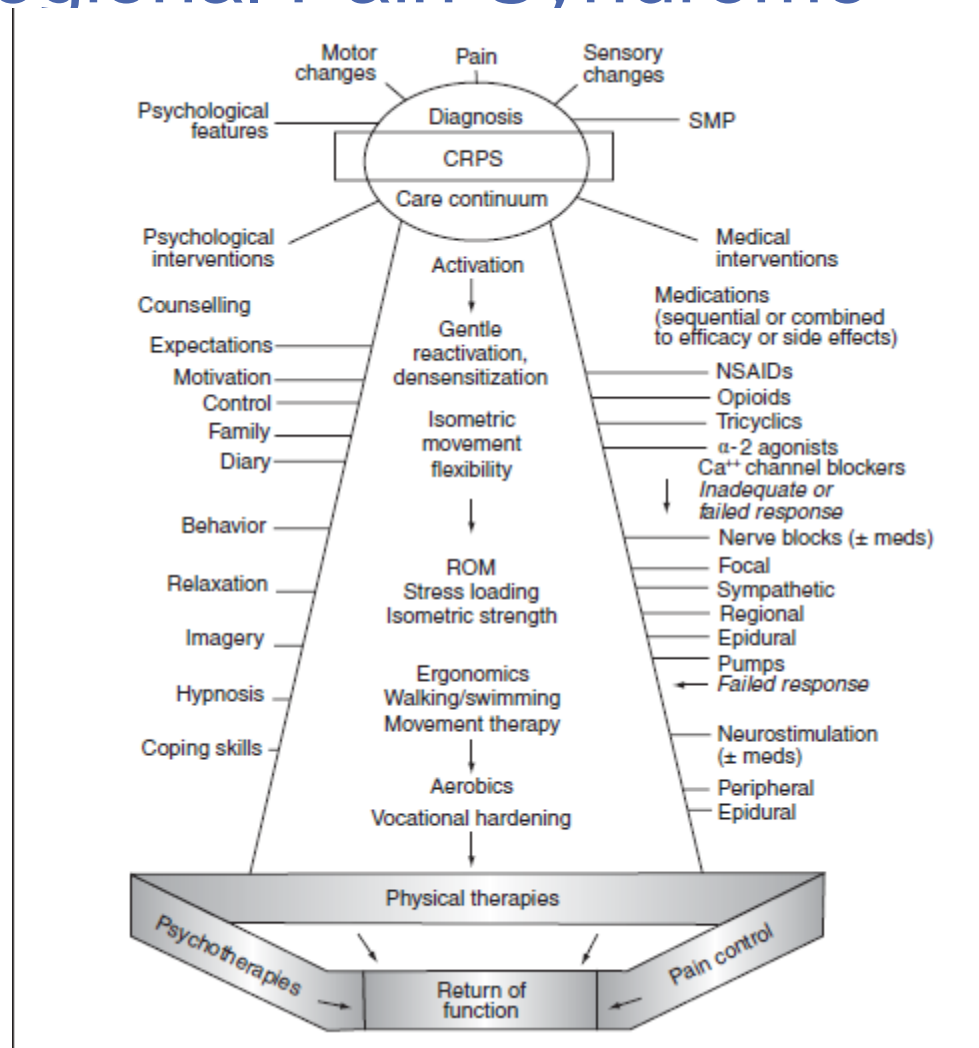 egional Pain Syndrome
Motor
changes
Pain
Sensory
changes
Psychological
features
Diagnosis
SMP
CRPS
Care continuum
Psychological
interventions
Medical
interventions
Activation
Counselling
Medications
(sequential or combined
to efficacy or side effects)
Gentle
reactivation,
densensitization
Expectations
Motivation
Control
Family
Diary
NSAIDs
Opioids
Tricyclics
α-2 agonists
Ca⁺⁺ channel blockers
Inadequate or
failed response
Isometric
movement
flexibility
Behavior
Nerve blocks (± meds)
Focal
Sympathetic
Regional
Epidural
Pumps
Failed response
ROM
Stress loading
Isometric strength
Relaxation
Imagery
Hypnosis
Coping skills
Ergonomics
Walking/swimming
Movement therapy
Neurostimulation
(± meds)
Peripheral
Epidural
Aerobics
Vocational hardening
Physical therapies
Psychotherapies
Pain control
Return of
function